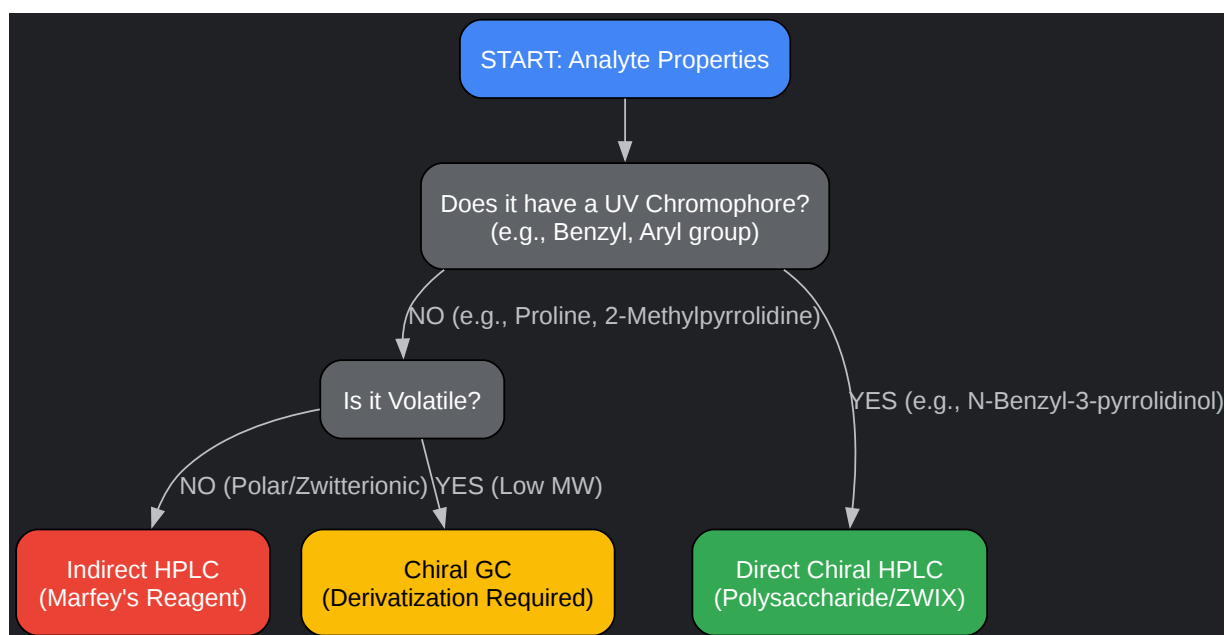 START: Analyte Properties
Does it have a UV Chromophore?
(e.g., Benzyl, Aryl group)
NO (e.g., Proline, 2-Methylpyrrolidine)
Is it Volatile?
YES (e.g., N-Benzyl-3-pyrrolidinol)
NO (Polar/Zwitterionic)
YES (Low MW)
Indirect HPLC
(Marfey's Reagent)
Chiral GC
(Derivatization Required)
Direct Chiral HPLC
(Polysaccharide/ZWIX)